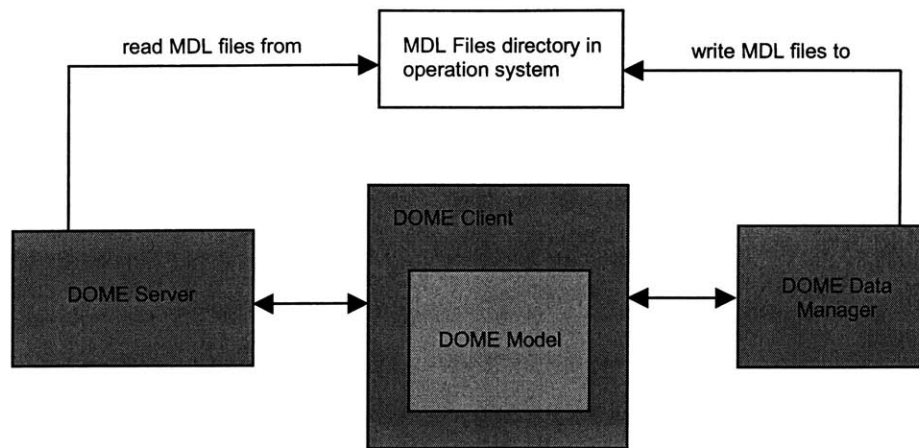 read MDL files from
MDL Files directory in
operation system
write MDL files to
DOME Client
DOME Server
DOME Model
DOME Data
Manager